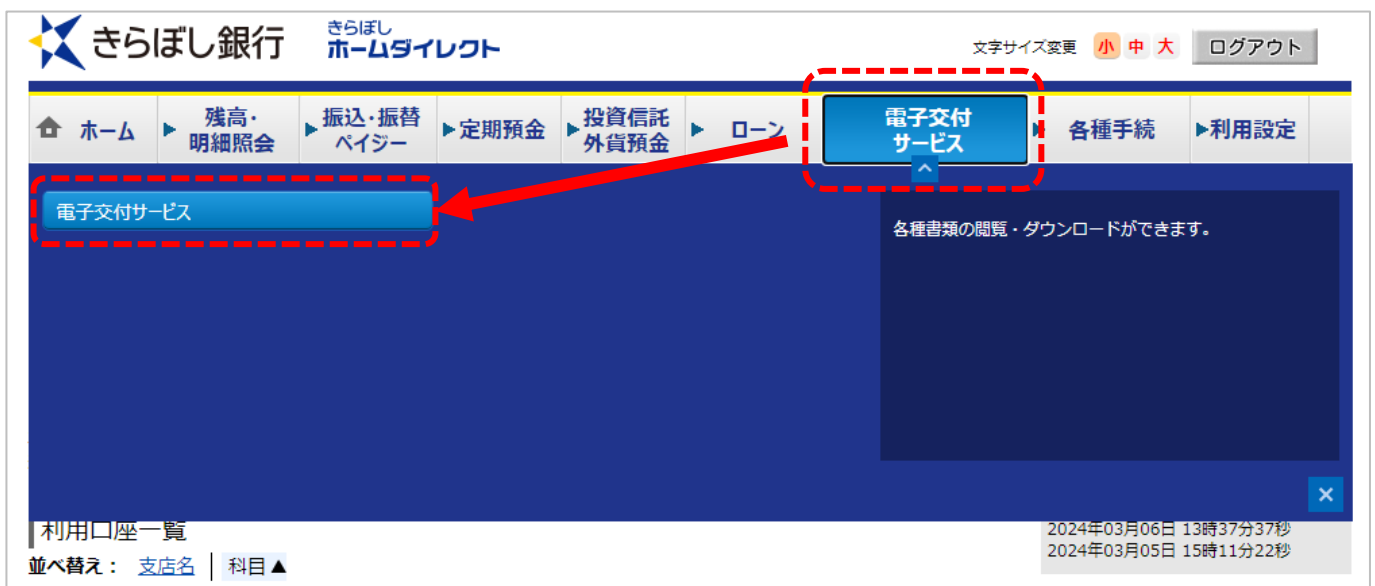 きらぼし銀行
きらぼし
ホームダイレクト
文字サイズ変更 小 中 大 ログアウト
ホーム
残高・
明細照会
振込・振替
ペイジー
定期預金
投資信託
外貨預金
ローン
電子交付
サービス
各種手続
利用設定
電子交付サービス
各種書類の閲覧・ダウンロードができます。
利用口座一覧
2024年03月06日 13時37分37秒
2024年03月05日 15時11分22秒
並べ替え： 支店名 科目▲